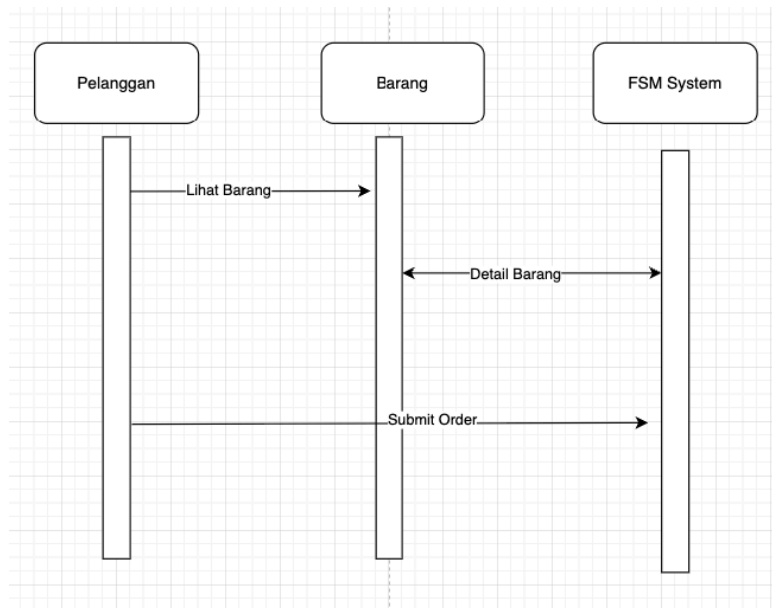 Pelanggan
Barang
FSM System
Lihat Barang
Detail Barang
Submit Order